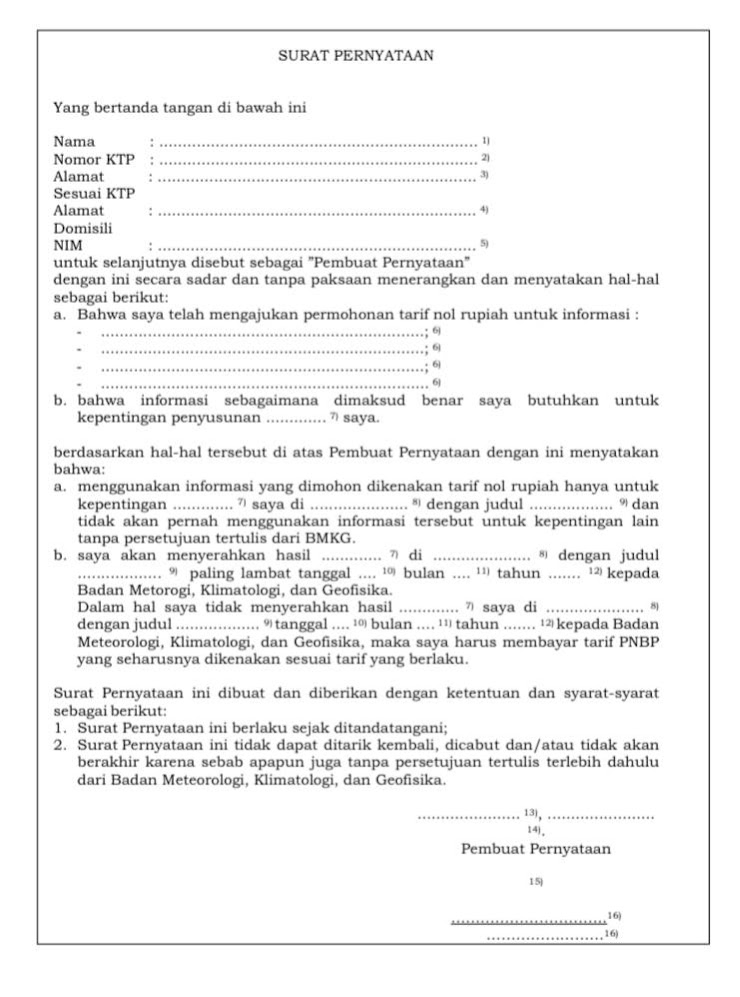 SURAT PERNYATAAN
Yang bertanda tangan di bawah ini
Nama : .................................................................... 1)
Nomor KTP : .................................................................... 2)
Alamat : .................................................................... 3)
Sesuai KTP
Alamat : .................................................................... 4)
Domisili
NIM : .................................................................... 5)
untuk selanjutnya disebut sebagai "Pembuat Pernyataan"
dengan ini secara sadar dan tanpa paksaan menerangkan dan menyatakan hal-hal
sebagai berikut:
a. Bahwa saya telah mengajukan permohonan tarif nol rupiah untuk informasi :
- .....................................................................; 6)
- .....................................................................; 6)
- .....................................................................; 6)
- ...................................................................... 6)
b. bahwa informasi sebagaimana dimaksud benar saya butuhkan untuk
kepentingan penyusunan ............. 7) saya.
berdasarkan hal-hal tersebut di atas Pembuat Pernyataan dengan ini menyatakan
bahwa:
a. menggunakan informasi yang dimohon dikenakan tarif nol rupiah hanya untuk
kepentingan ............. 7) saya di ..................... 8) dengan judul .................. 9) dan
tidak akan pernah menggunakan informasi tersebut untuk kepentingan lain
tanpa persetujuan tertulis dari BMKG.
b. saya akan menyerahkan hasil ............. 7) di ..................... 8) dengan judul
.................. 9) paling lambat tanggal .... 10) bulan .... 11) tahun ....... 12) kepada
Badan Metorogi, Klimatologi, dan Geofisika.
Dalam hal saya tidak menyerahkan hasil ............. 7) saya di ..................... 8)
dengan judul .................. 9) tanggal .... 10) bulan .... 11) tahun ....... 12) kepada Badan
Meteorologi, Klimatologi, dan Geofisika, maka saya harus membayar tarif PNBP
yang seharusnya dikenakan sesuai tarif yang berlaku.
Surat Pernyataan ini dibuat dan diberikan dengan ketentuan dan syarat-syarat
sebagai berikut:
1. Surat Pernyataan ini berlaku sejak ditandatangani;
2. Surat Pernyataan ini tidak dapat ditarik kembali, dicabut dan/atau tidak akan
berakhir karena sebab apapun juga tanpa persetujuan tertulis terlebih dahulu
dari Badan Meteorologi, Klimatologi, dan Geofisika.
...................... 13), .......................
14).
Pembuat Pernyataan
15)
................................. 16)
......................... 16)